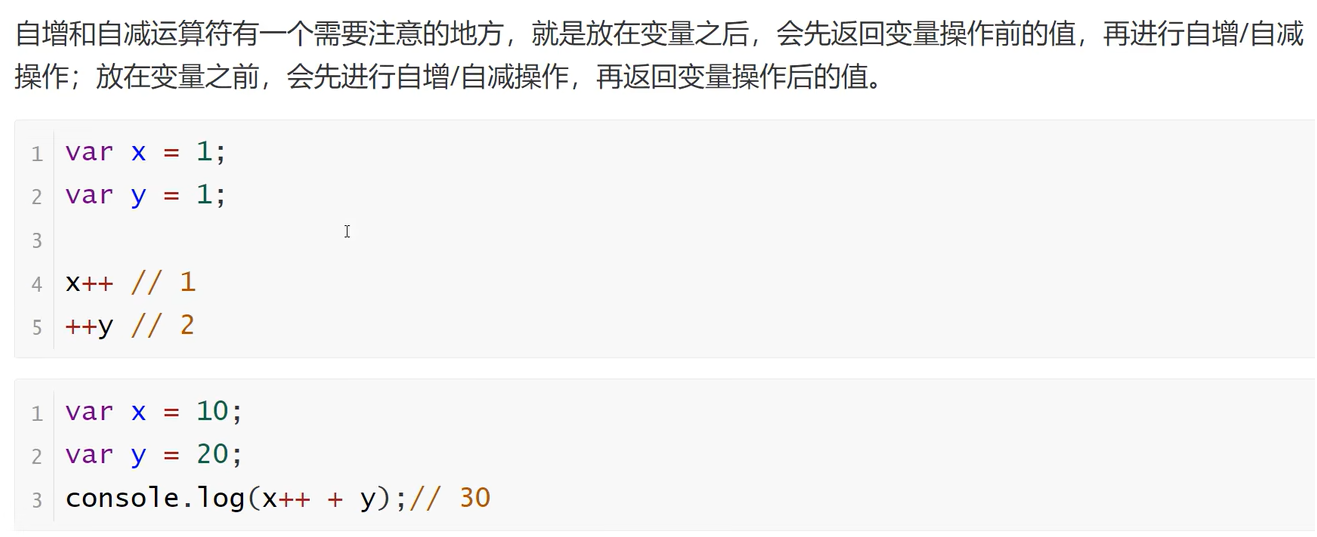 自增和自减运算符有一个需要注意的地方，就是放在变量之后，会先返回变量操作前的值，再进行自增/自减
操作；放在变量之前，会先进行自增/自减操作，再返回变量操作后的值。
1 var x = 1;
2 var y = 1;
3
4 x++ // 1
5 ++y // 2
1 var x = 10;
2 var y = 20;
3 console.log(x++ + y);// 30